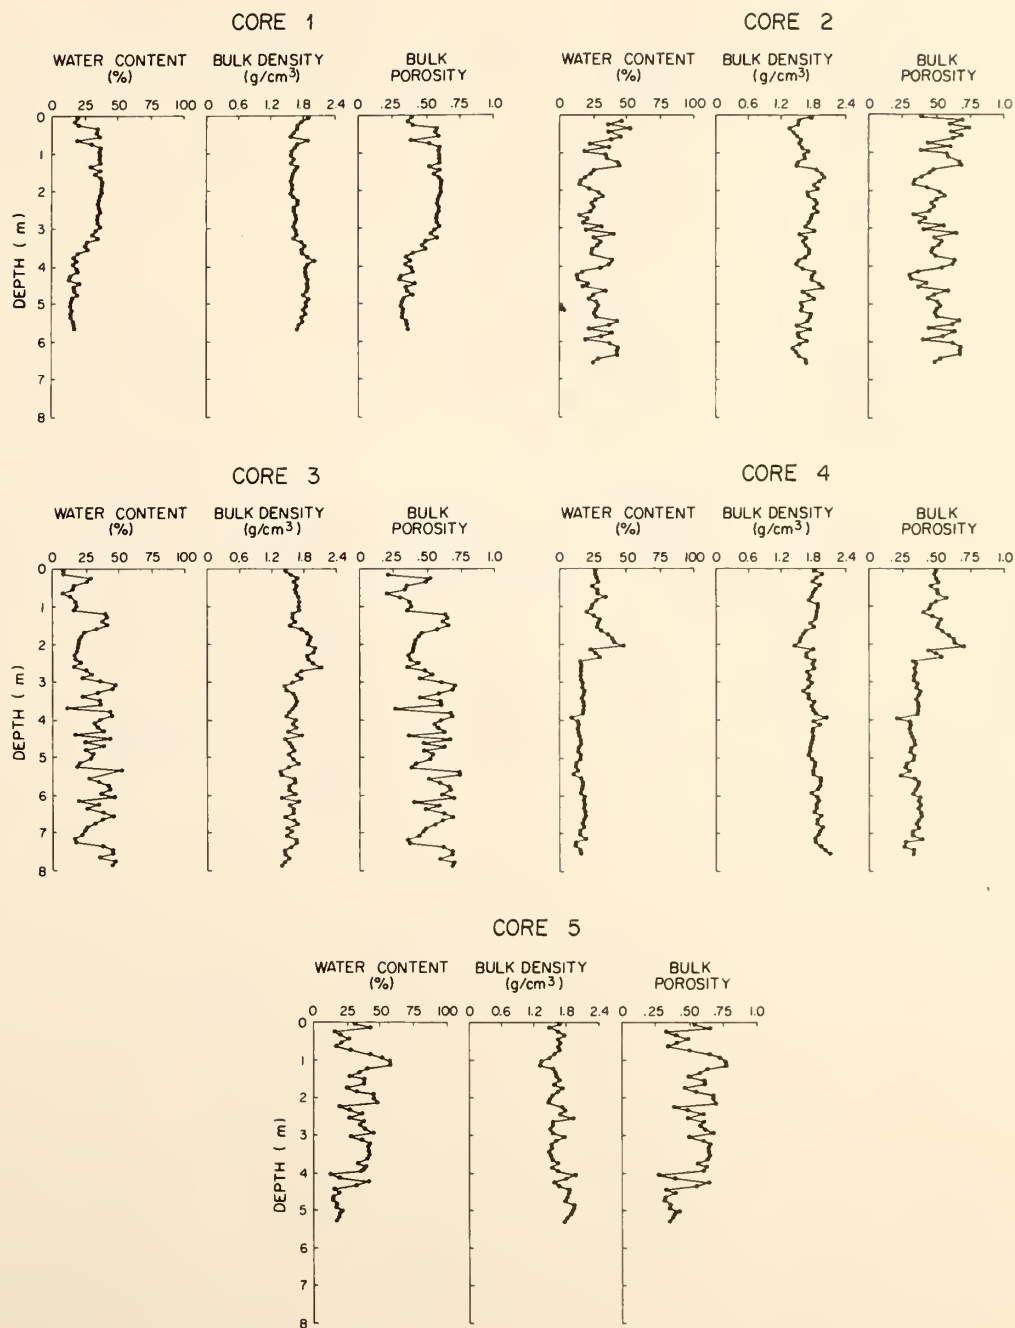 CORE 1
WATER CONTENT (%)
BULK DENSITY (g/cm³)
BULK POROSITY
0 25 50 75 100
0 0.6 1.2 1.8 2.4
0 .25 .50 .75 1.0
DEPTH (m)
0
1
2
3
4
5
6
7
8
CORE 2
WATER CONTENT (%)
BULK DENSITY (g/cm³)
BULK POROSITY
0 25 50 75 100
0 0.6 1.2 1.8 2.4
0 .25 .50 .75 1.0
CORE 3
WATER CONTENT (%)
BULK DENSITY (g/cm³)
BULK POROSITY
0 25 50 75 100
0 0.6 1.2 1.8 2.4
0 .25 .50 .75 1.0
DEPTH (m)
0
1
2
3
4
5
6
7
8
CORE 4
WATER CONTENT (%)
BULK DENSITY (g/cm³)
BULK POROSITY
0 25 50 75 100
0 0.6 1.2 1.8 2.4
0 .25 .50 .75 1.0
CORE 5
WATER CONTENT (%)
BULK DENSITY (g/cm³)
BULK POROSITY
0 25 50 75 100
0 0.6 1.2 1.8 2.4
0 .25 .50 .75 1.0
DEPTH (m)
0
1
2
3
4
5
6
7
8